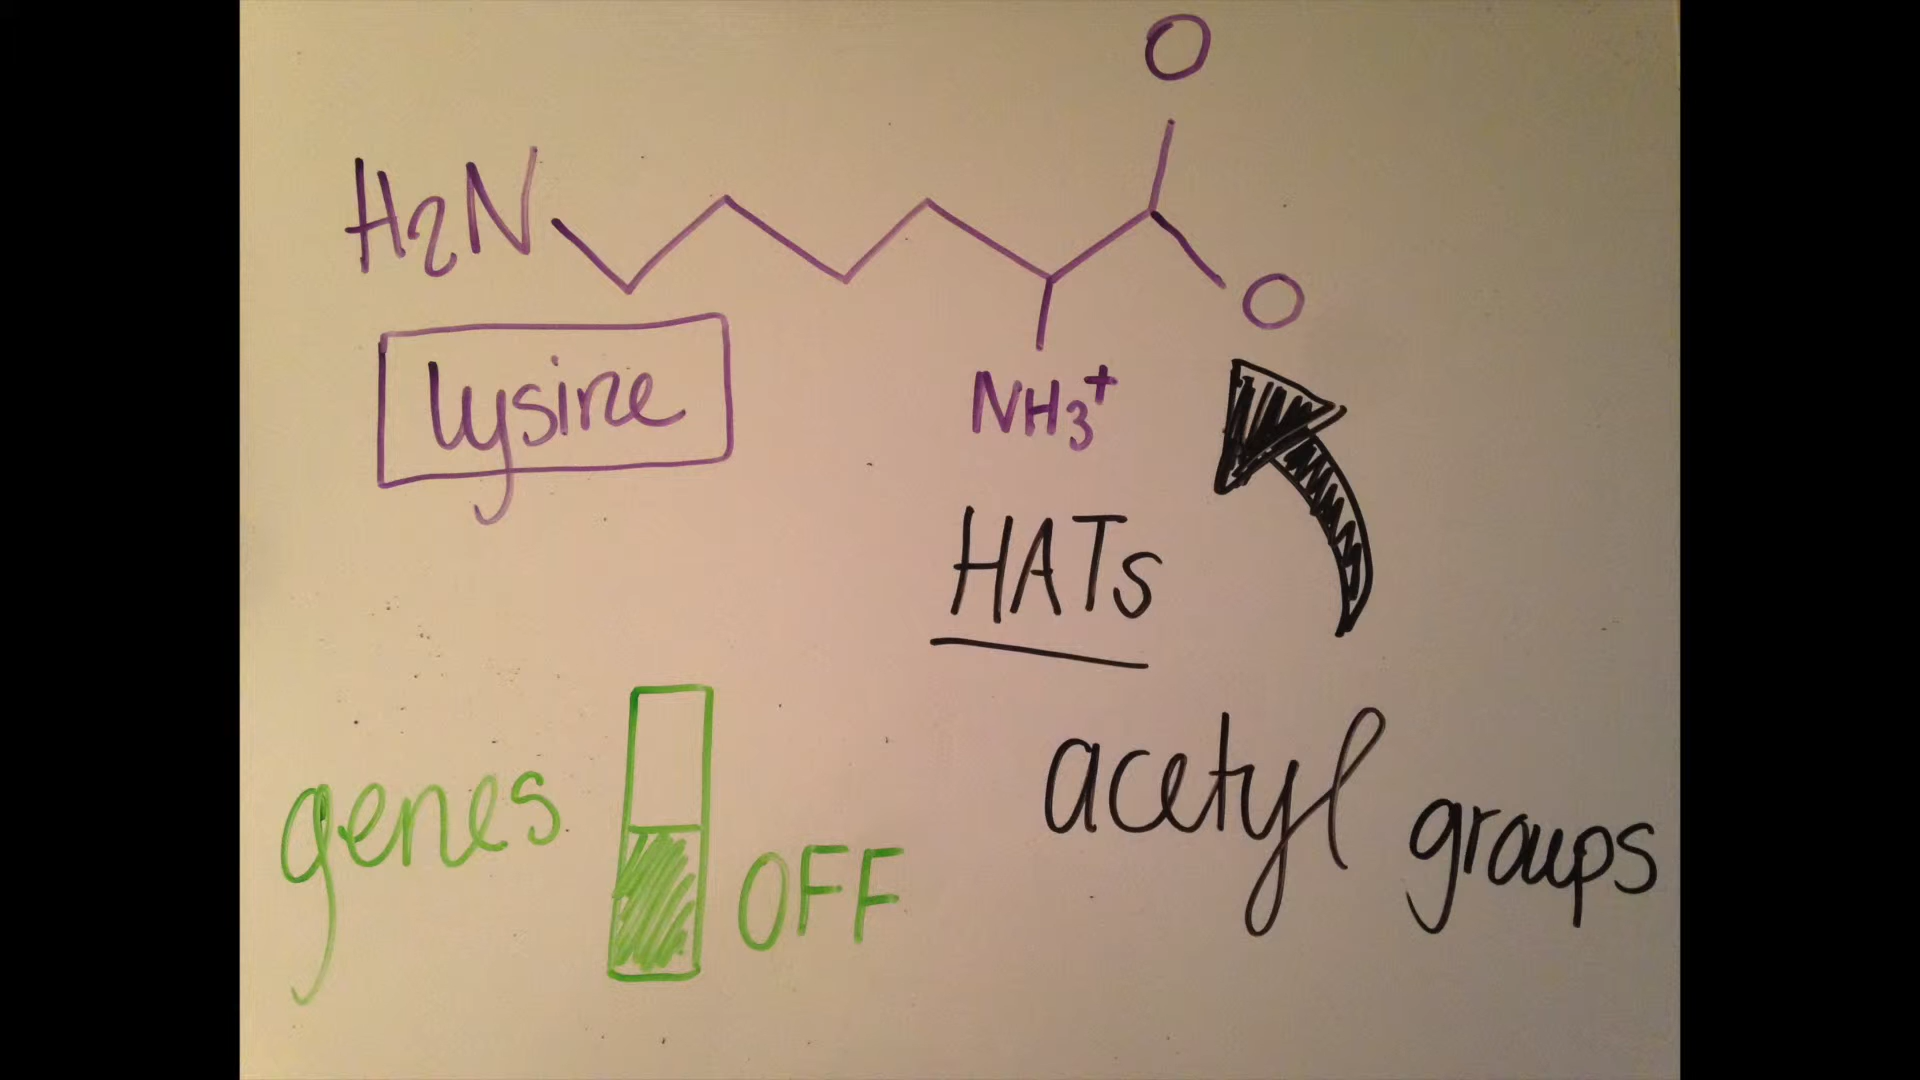 O
H2N
O
lysine
NH3+
HATs
acetyl groups
genes
OFF